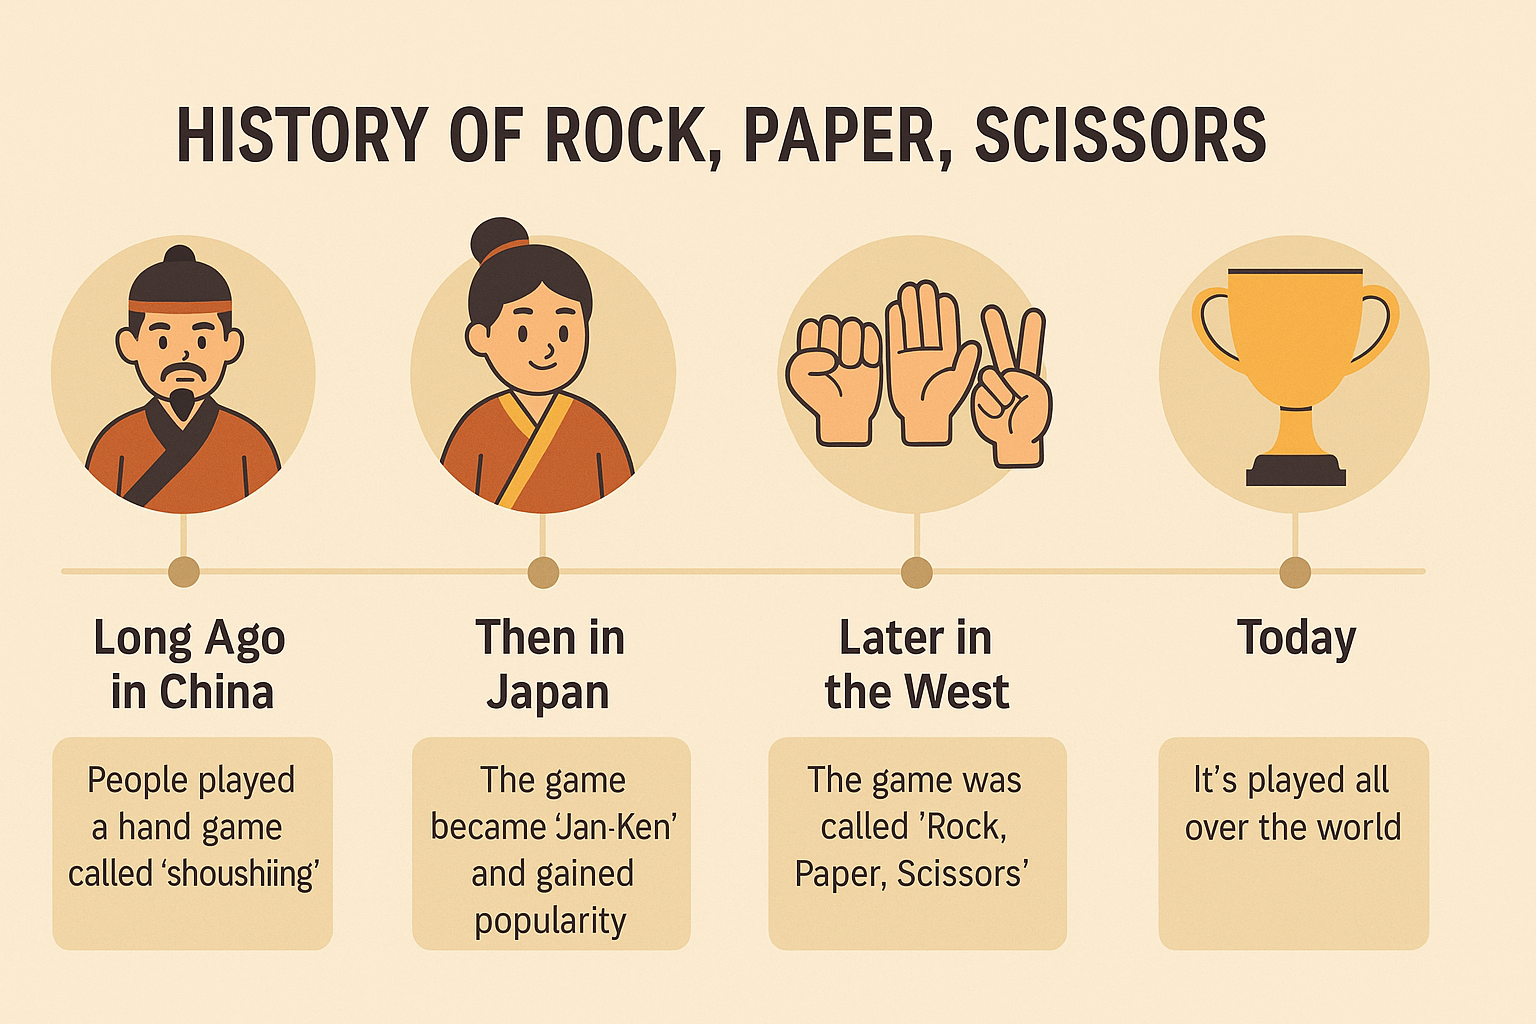 HISTORY OF ROCK, PAPER, SCISSORS
Long Ago
in China
People played
a hand game
called ‘shoushiing’
Then in
Japan
The game
became ‘Jan-Ken’
and gained
popularity
Later in
the West
The game was
called ’Rock,
Paper, Scissors’
Today
It’s played all
over the world